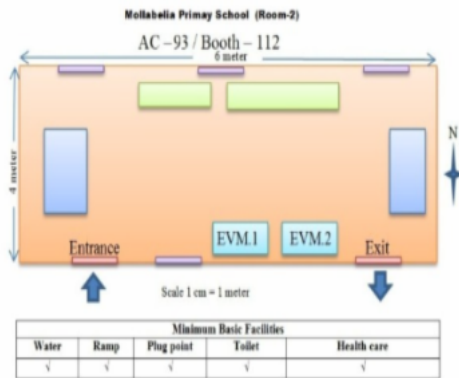 Mollabelia Primay School (Room-2)
AC –93 / Booth – 112
6 meter
4 meter
N
EVM.1 EVM.2
Entrance Exit
Scale 1 cm = 1 meter
Minimum Basic Facilities
Water Ramp Plug point Toilet Health care
√ √ √ √ √